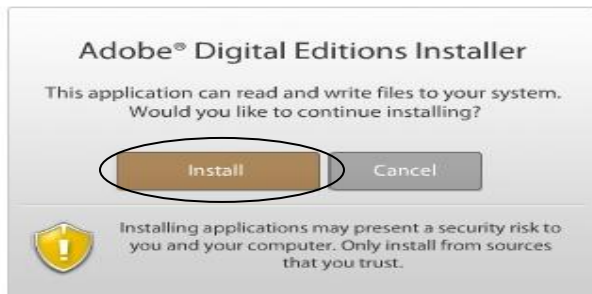 Adobe® Digital Editions Installer
This application can read and write files to your system.
Would you like to continue installing?
Install Cancel
Installing applications may present a security risk to
you and your computer. Only install from sources
that you trust.